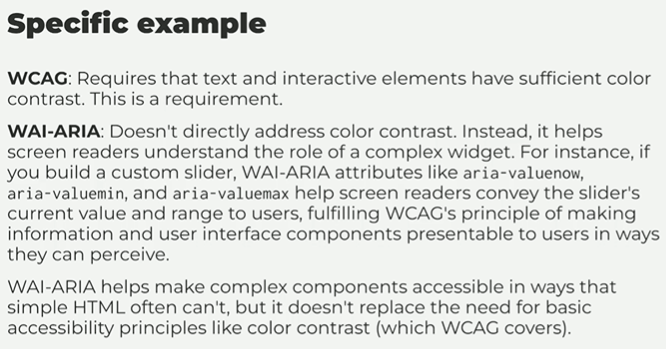 Specific example
WCAG: Requires that text and interactive elements have sufficient color
contrast. This is a requirement.
WAI-ARIA: Doesn't directly address color contrast. Instead, it helps
screen readers understand the role of a complex widget. For instance, if
you build a custom slider, WAI-ARIA attributes like aria-valuenow,
aria-valuemin, and aria-valuemax help screen readers convey the slider's
current value and range to users, fulfilling WCAG's principle of making
information and user interface components presentable to users in ways
they can perceive.
WAI-ARIA helps make complex components accessible in ways that
simple HTML often can't, but it doesn't replace the need for basic
accessibility principles like color contrast (which WCAG covers).